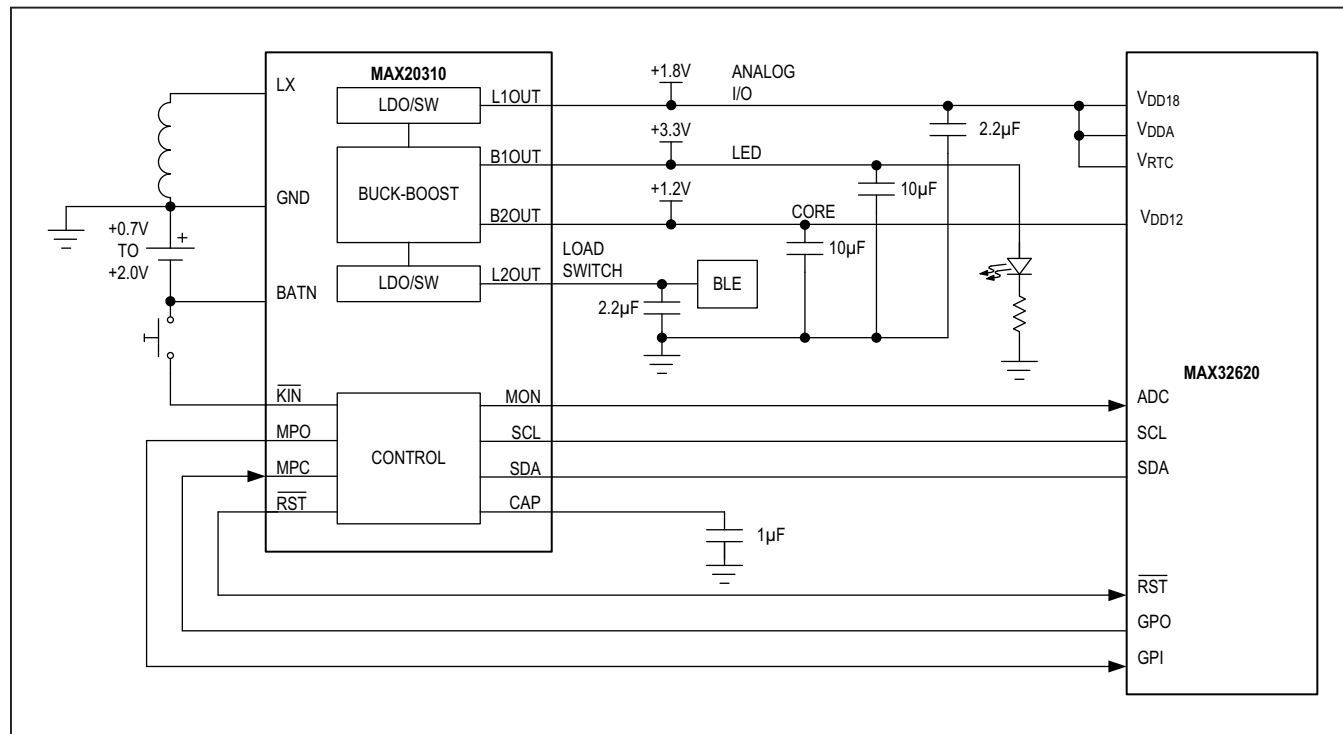 MAX20310
LX
GND
+0.7V
TO
+2.0V
+
BATN
LDO/SW
BUCK-BOOST
LDO/SW
L1OUT
B1OUT
B2OUT
L2OUT
+1.8V
ANALOG
I/O
+3.3V
LED
+1.2V
CORE
LOAD
SWITCH
BLE
2.2µF
10µF
10µF
2.2µF
KIN
MPO
MPC
RST
CONTROL
MON
SCL
SDA
CAP
1µF
VDD18
VDDA
VRTC
VDD12
MAX32620
ADC
SCL
SDA
RST
GPO
GPI